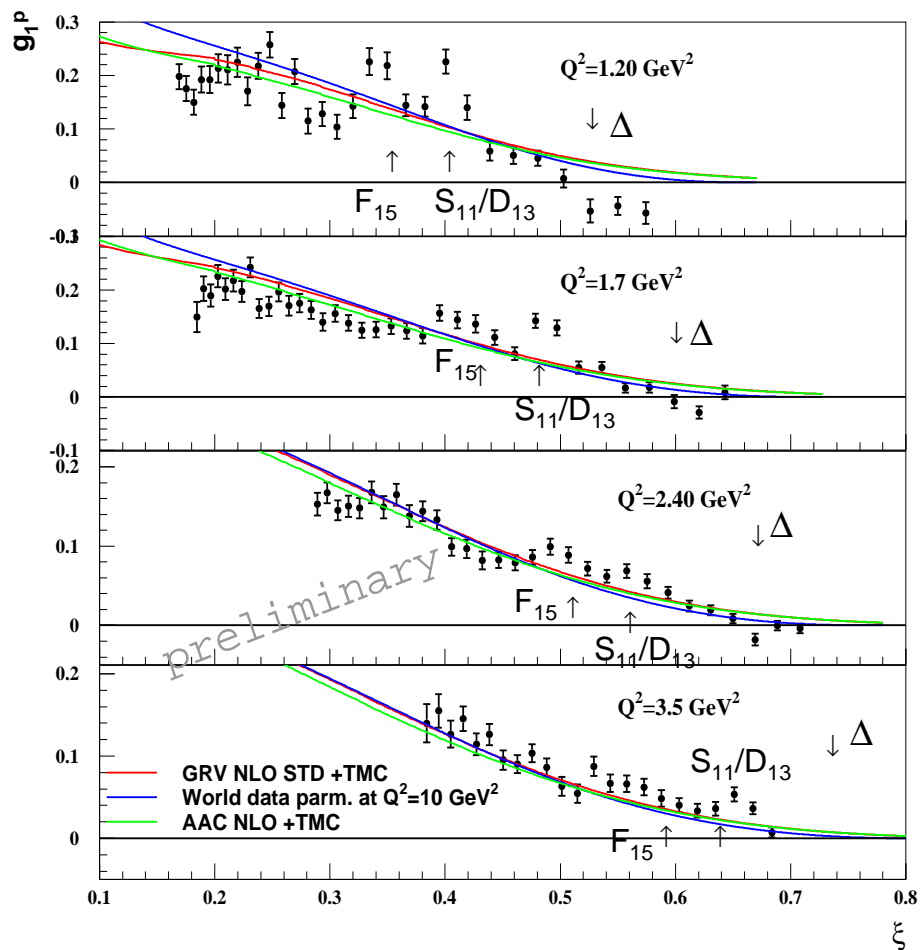 g₁ᵖ
0.3
0.2
0.1
0
-0.1
Q²=1.20 GeV²
↓ Δ
↑ ↑
F₁₅ S₁₁/D₁₃
0.3
0.2
0.1
0
-0.1
Q²=1.7 GeV²
↓ Δ
F₁₅↑ ↑
S₁₁/D₁₃
0.2
0.1
0
Q²=2.40 GeV²
↓ Δ
F₁₅ ↑ ↑
S₁₁/D₁₃
preliminary
0.2
0.1
0
Q²=3.5 GeV²
↓ Δ
S₁₁/D₁₃
F₁₅ ↑ ↑
GRV NLO STD +TMC
World data parm. at Q²=10 GeV²
AAC NLO +TMC
0.1 0.2 0.3 0.4 0.5 0.6 0.7 0.8
ξ